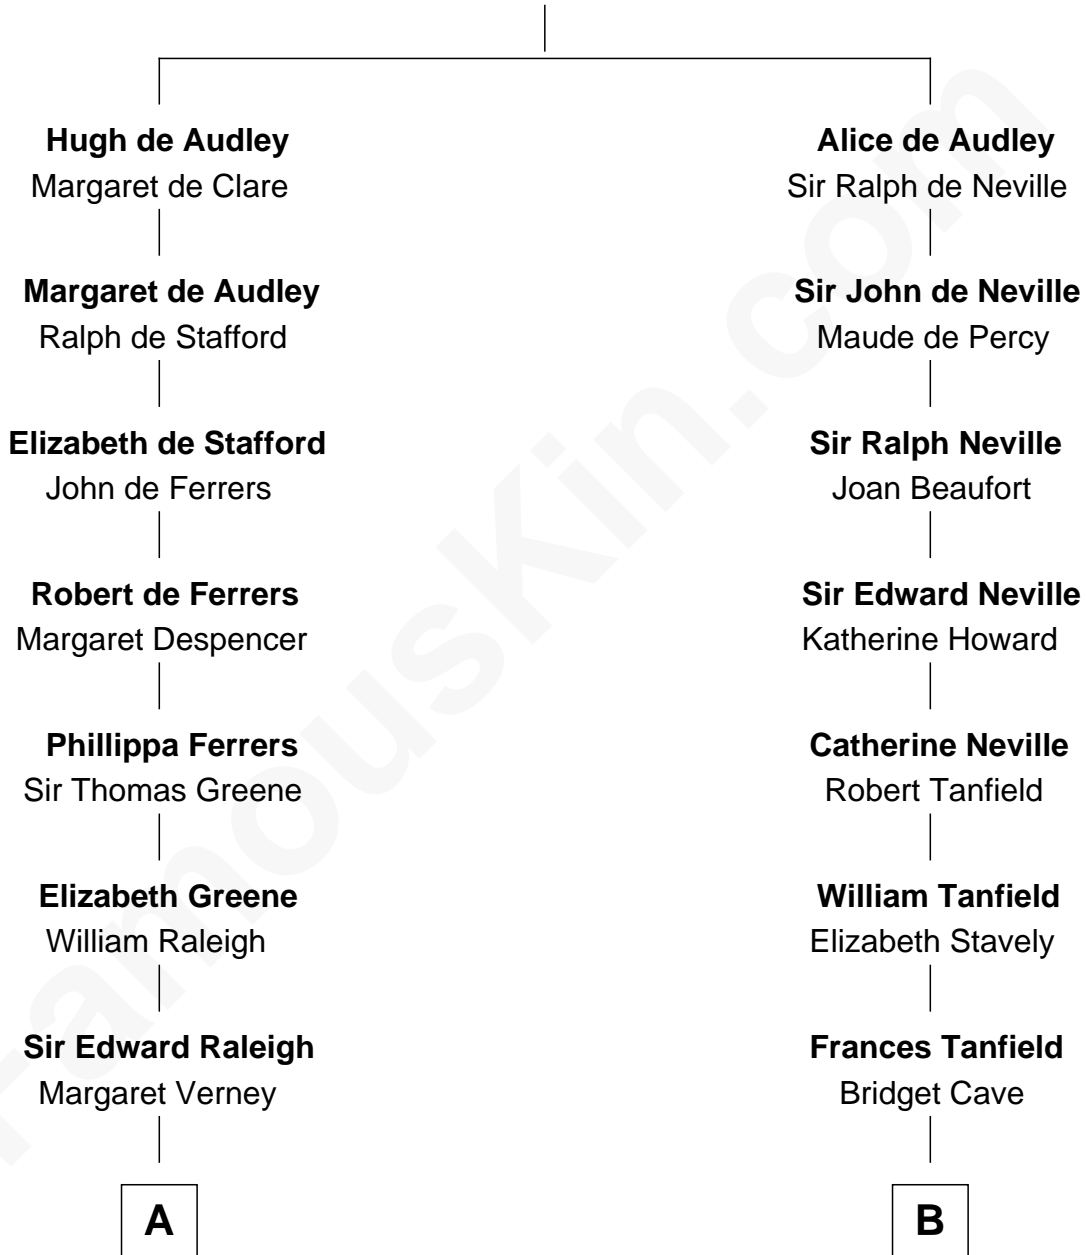 Hugh de Audley
Margaret de Clare
Margaret de Audley
Ralph de Stafford
Elizabeth de Stafford
John de Ferrers
Robert de Ferrers
Margaret Despencer
Phillippa Ferrers
Sir Thomas Greene
Elizabeth Greene
William Raleigh
Sir Edward Raleigh
Margaret Verney
A
Alice de Audley
Sir Ralph de Neville
Sir John de Neville
Maude de Percy
Sir Ralph Neville
Joan Beaufort
Sir Edward Neville
Katherine Howard
Catherine Neville
Robert Tanfield
William Tanfield
Elizabeth Stavely
Frances Tanfield
Bridget Cave
B
FamousKin.com